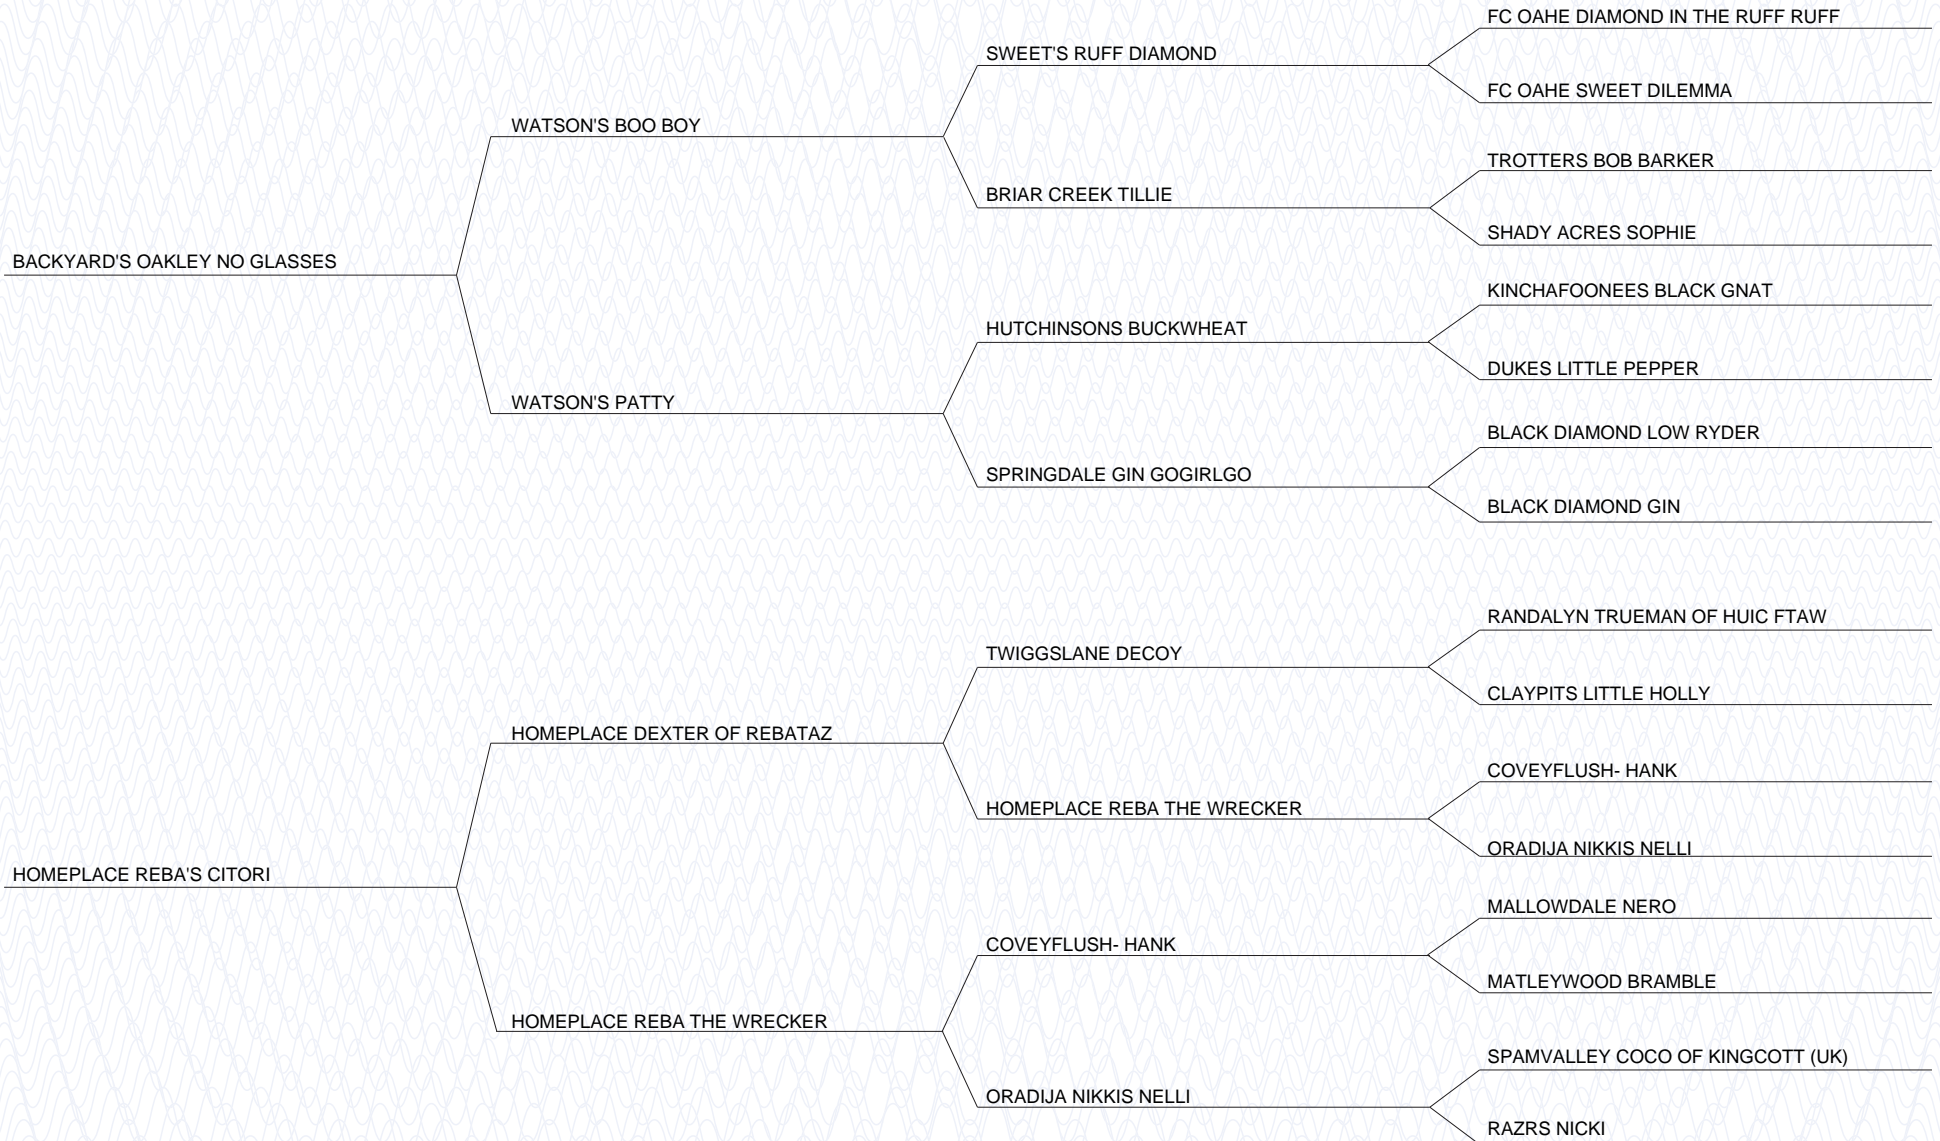 FC OAHE DIAMOND IN THE RUFF RUFF
SWEET'S RUFF DIAMOND
FC OAHE SWEET DILEMMA
WATSON'S BOO BOY
TROTTERS BOB BARKER
BRIAR CREEK TILLIE
SHADY ACRES SOPHIE
BACKYARD'S OAKLEY NO GLASSES
KINCHAFOONEES BLACK GNAT
HUTCHINSONS BUCKWHEAT
DUKES LITTLE PEPPER
WATSON'S PATTY
BLACK DIAMOND LOW RYDER
SPRINGDALE GIN GOGIRLGO
BLACK DIAMOND GIN
RANDALYN TRUEMAN OF HUIC FTAW
TWIGGSLANE DECOY
CLAYPITS LITTLE HOLLY
HOMEPLACE DEXTER OF REBATAZ
COVEYFLUSH- HANK
HOMEPLACE REBA THE WRECKER
ORADIJA NIKKIS NELLI
HOMEPLACE REBA'S CITORI
MALLOWDALE NERO
COVEYFLUSH- HANK
MATLEYWOOD BRAMBLE
HOMEPLACE REBA THE WRECKER
SPAMVALLEY COCO OF KINGCOTT (UK)
ORADIJA NIKKIS NELLI
RAZRS NICKI